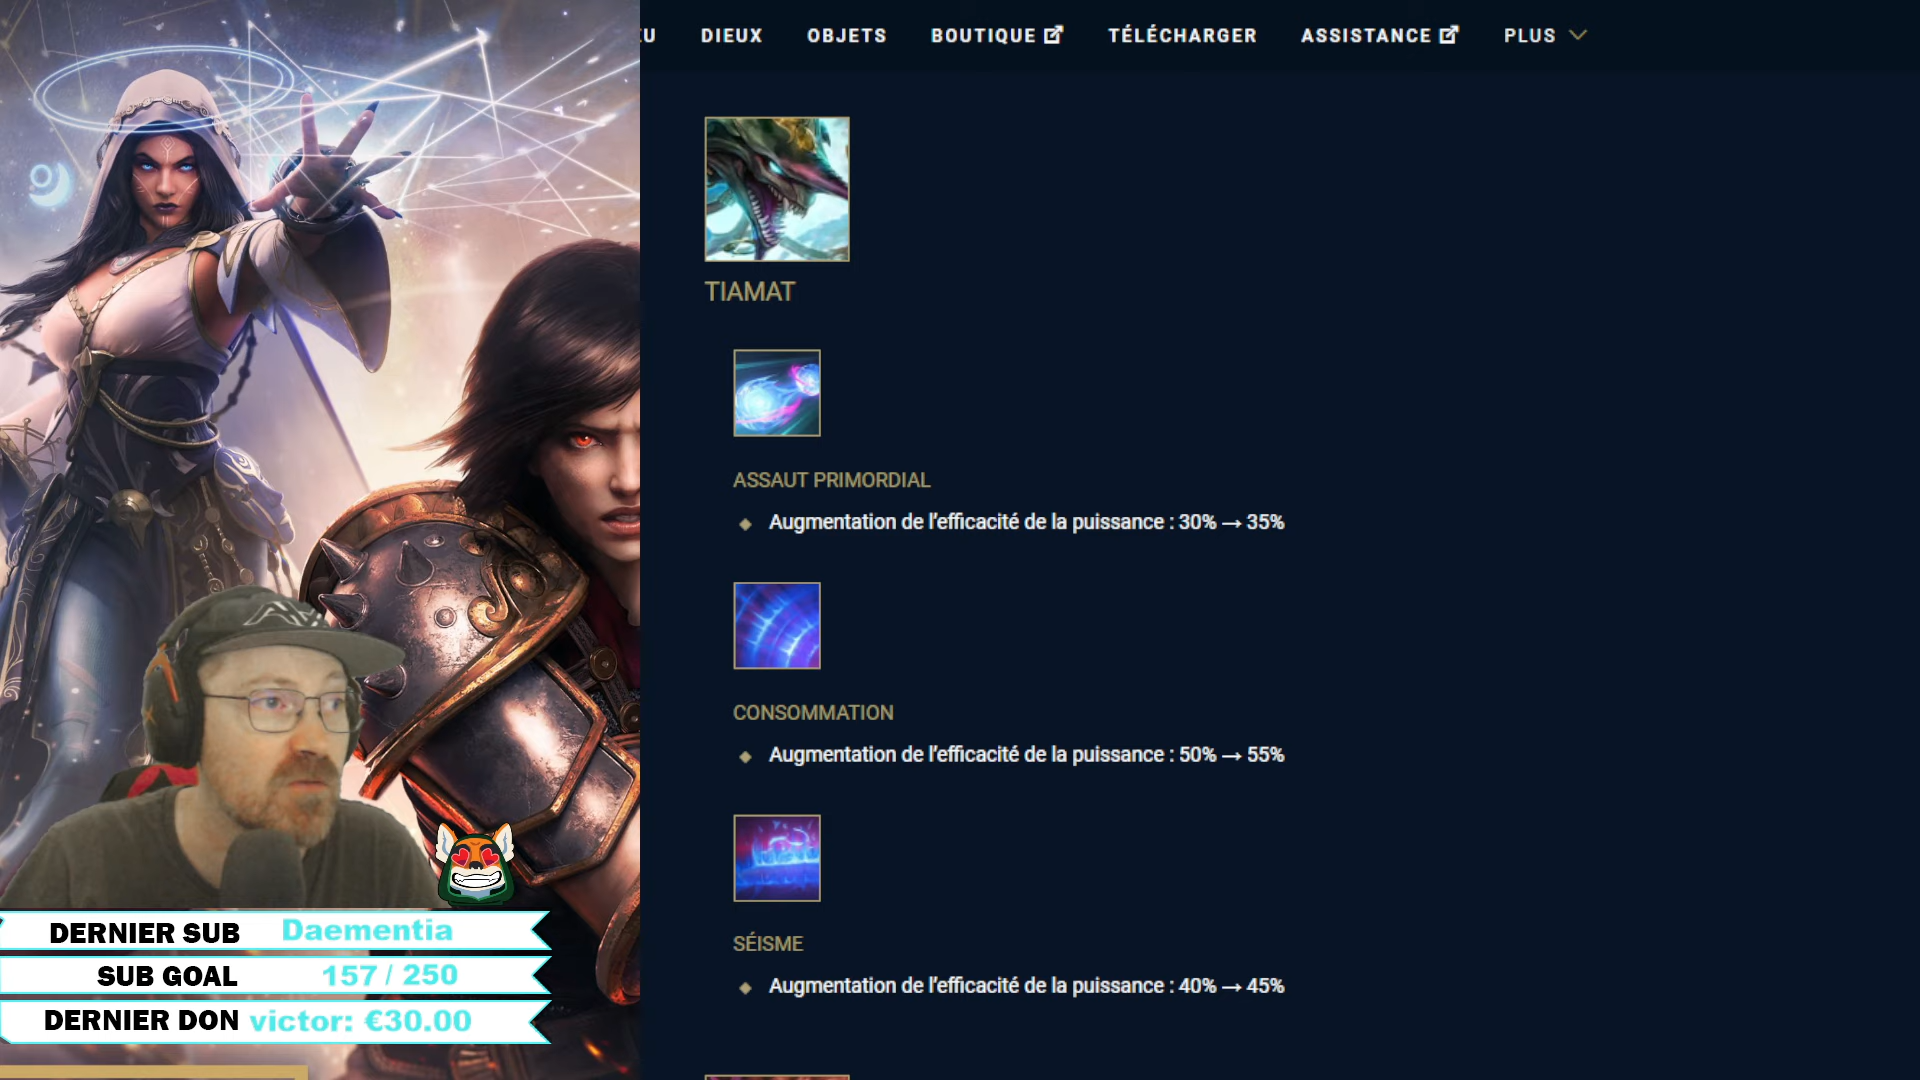 DIEUX OBJETS BOUTIQUE TÉLÉCHARGER ASSISTANCE PLUS
TIAMAT
ASSAUT PRIMORDIAL
Augmentation de l'efficacité de la puissance : 30% → 35%
CONSOMMATION
Augmentation de l'efficacité de la puissance : 50% → 55%
SÉISME
Augmentation de l'efficacité de la puissance : 40% → 45%
DERNIER SUB Daementia
SUB GOAL 157 / 250
DERNIER DON victor: €30.00